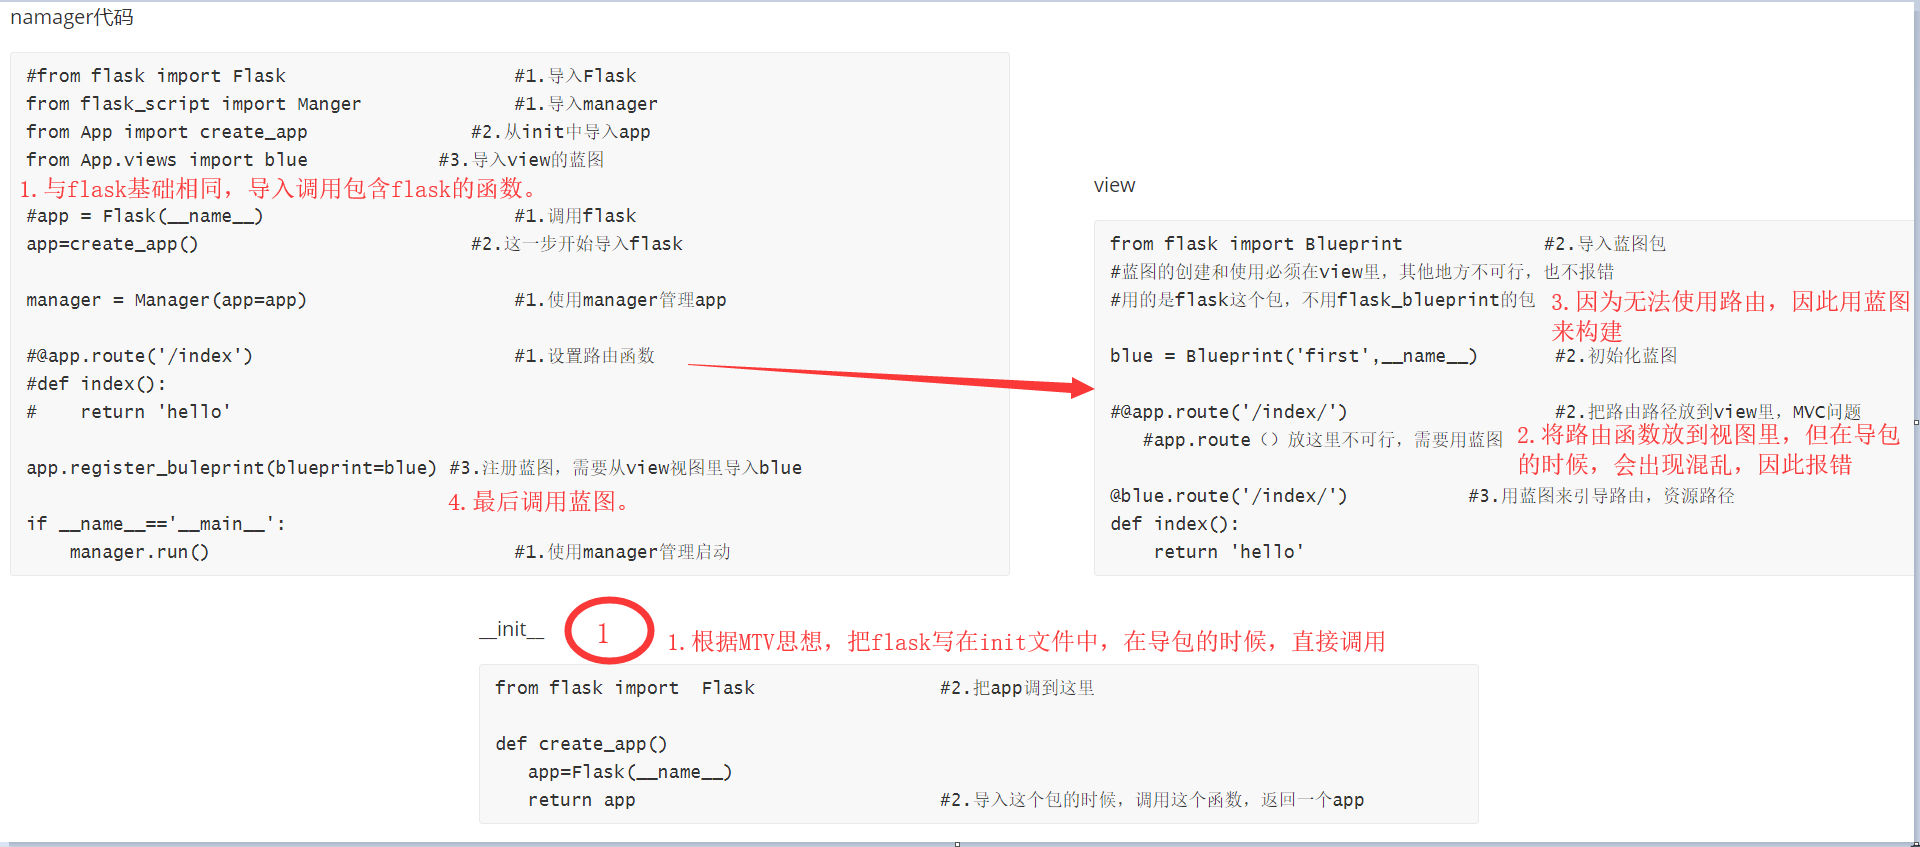 namager代码
#from flask import Flask #1.导入Flask
from flask_script import Manger #1.导入manager
from App import create_app #2.从init中导入app
from App.views import blue #3.导入view的蓝图
1.与flask基础相同，导入调用包含flask的函数。
#app = Flask(__name__) #1.调用flask
app=create_app() #2.这一步开始导入flask
manager = Manager(app=app) #1.使用manager管理app
#@app.route('/index') #1.设置路由函数
#def index():
#    return 'hello'
app.register_buleprint(blueprint=blue) #3.注册蓝图，需要从view视图里导入blue
4.最后调用蓝图。
if __name__=='__main__':
    manager.run() #1.使用manager管理启动
view
from flask import Blueprint #2.导入蓝图包
#蓝图的创建和使用必须在view里，其他地方不可行，也不报错
#用的是flask这个包，不用flask_blueprint的包
3.因为无法使用路由，因此用蓝图
来构建
blue = Blueprint('first',__name__) #2.初始化蓝图
#@app.route('/index/') #2.把路由路径放到view里，MVC问题
   #app.route（）放这里不可行，需要用蓝图
2.将路由函数放到视图里，但在导包
的时候，会出现混乱，因此报错
@blue.route('/index/') #3.用蓝图来引导路由，资源路径
def index():
    return 'hello'
__init__
1
1.根据MTV思想，把flask写在init文件中，在导包的时候，直接调用
from flask import  Flask #2.把app调到这里
def create_app()
   app=Flask(__name__)
   return app #2.导入这个包的时候，调用这个函数，返回一个app